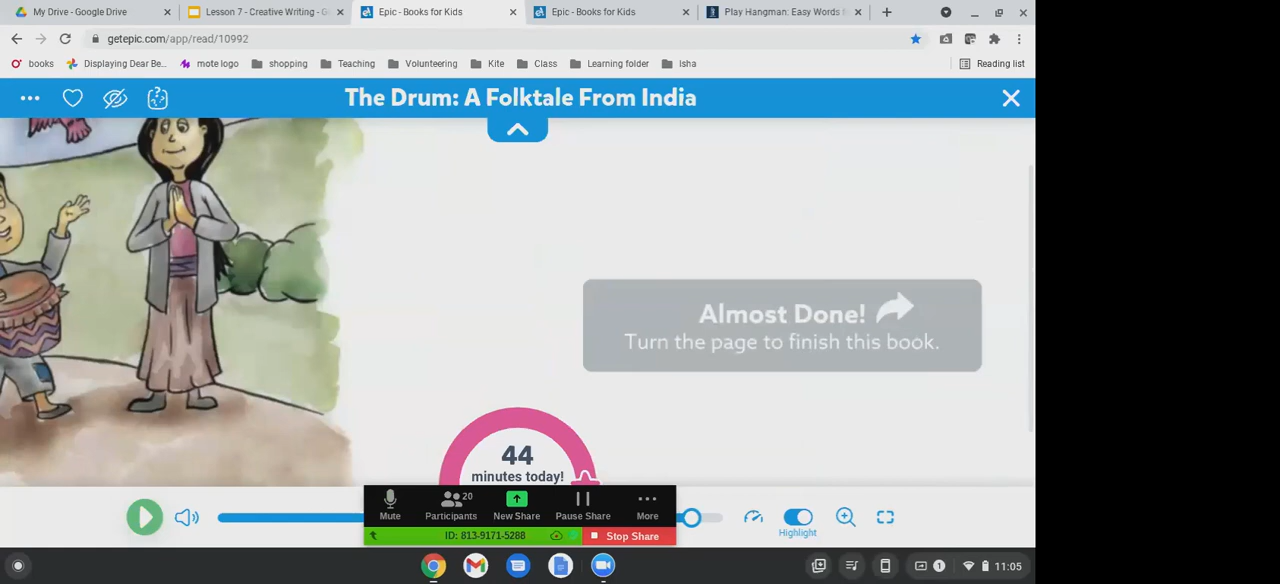 My Drive - Google Drive
Lesson 7 - Creative Writing - G
Epic - Books for Kids
Epic - Books for Kids
Play Hangman: Easy Words
getepic.com/app/read/10992
books
Displaying Dear Be...
mote logo
shopping
Teaching
Volunteering
Kite
Class
Learning folder
Isha
Reading list
The Drum: A Folktale From India
Almost Done!
Turn the page to finish this book.
44
minutes today!
20
Mute
Participants
New Share
Pause Share
More
ID: 813-9171-5288
Stop Share
Highlight
1
11:05